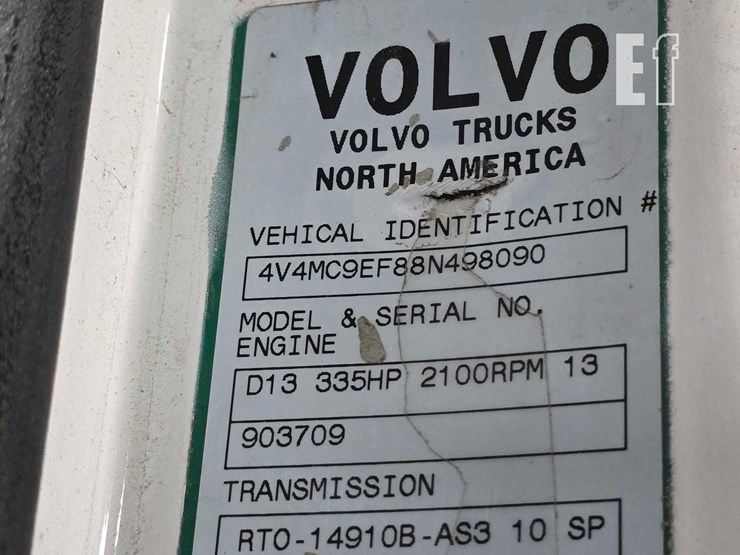 VOLVO
Ef
VOLVO TRUCKS
NORTH AMERICA
VEHICAL IDENTIFICATION #
4V4MC9EF88N498090
MODEL & SERIAL NO.
ENGINE
D13 335HP 2100RPM 13
903709
TRANSMISSION
RTO-14910B-AS3 10 SP